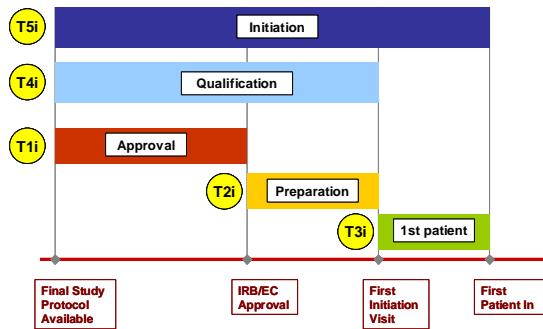 T5i
Initiation
T4i
Qualification
T1i
Approval
T2i
Preparation
T3i
1st patient
Final Study
Protocol
Available
IRB/EC
Approval
First
Initiation
Visit
First
Patient In